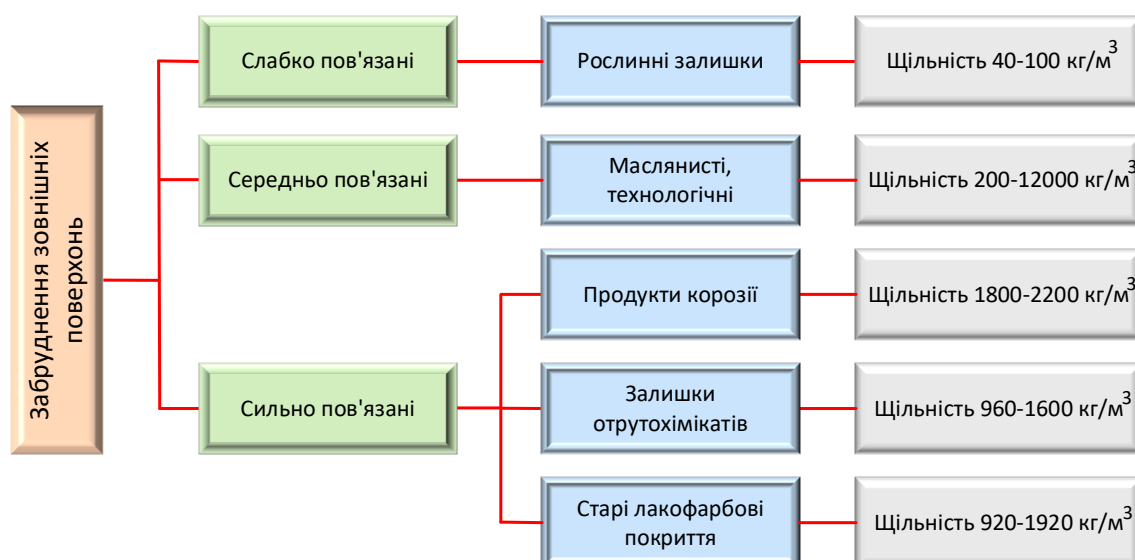 Забруднення зовнішніх
поверхонь
Слабко пов'язані
Рослинні залишки
Щільність 40-100 кг/м³
Середньо пов'язані
Маслянисті,
технологічні
Щільність 200-12000 кг/м³
Сильно пов'язані
Продукти корозії
Щільність 1800-2200 кг/м³
Залишки
отрутохімікатів
Щільність 960-1600 кг/м³
Старі лакофарбові
покриття
Щільність 920-1920 кг/м³